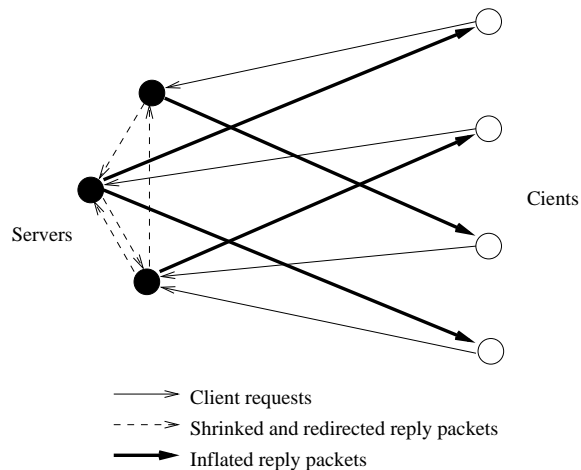 Cients
Servers
Client requests
Shrinked and redirected reply packets
Inflated reply packets